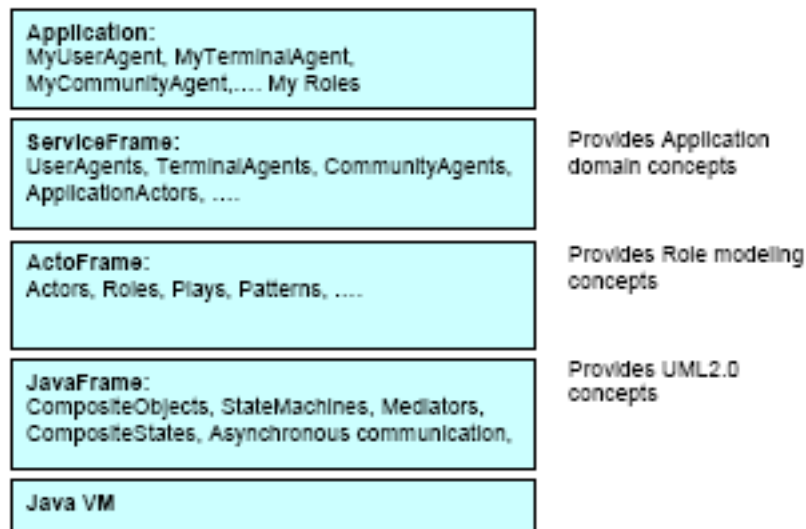 Application:
MyUserAgent, MyTerminalAgent,
MyCommunityAgent,.... My Roles
ServiceFrame:
UserAgents, TerminalAgents, CommunityAgents,
ApplicationActors, ....
Provides Application
domain concepts
ActoFrame:
Actors, Roles, Plays, Patterns, ....
Provides Role modeling
concepts
JavaFrame:
CompositeObjects, StateMachines, Mediators,
CompositeStates, Asynchronous communication,
Provides UML2.0
concepts
Java VM